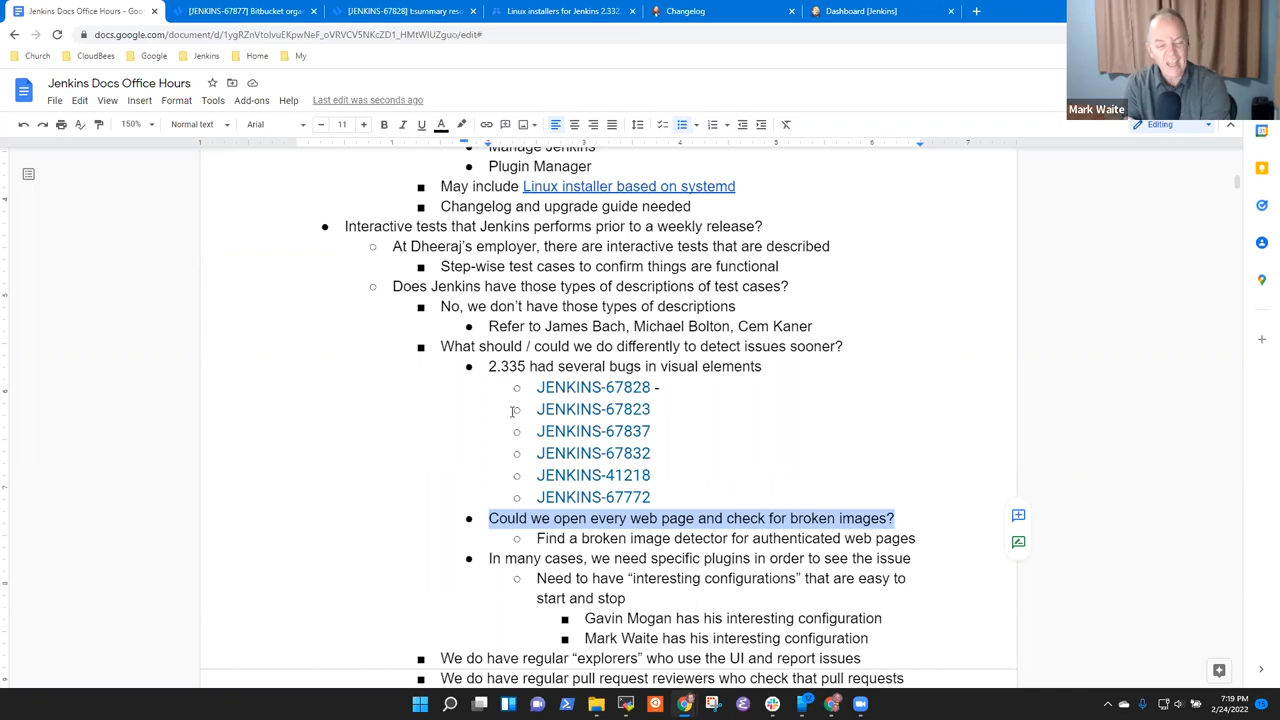 Jenkins Docs Office Hours - Goo
[JENKINS-67877] Bitbucket orga
[JENKINS-67828] t:summary reso
Linux installers for Jenkins 2.332.
Changelog
Dashboard [Jenkins]
docs.google.com/document/d/1ygRZnVtoIvuEKpwNeF_oVRVCV5NKcZD1_HMtWIUZguo/edit#
Church
CloudBees
Google
Jenkins
Home
My
Mark Waite
Jenkins Docs Office Hours
File Edit View Insert Format Tools Add-ons Help Last edit was seconds ago
150% Normal text Arial 11 Editing
Manage Jenkins
Plugin Manager
May include Linux installer based on systemd
Changelog and upgrade guide needed
Interactive tests that Jenkins performs prior to a weekly release?
At Dheeraj's employer, there are interactive tests that are described
Step-wise test cases to confirm things are functional
Does Jenkins have those types of descriptions of test cases?
No, we don't have those types of descriptions
Refer to James Bach, Michael Bolton, Cem Kaner
What should / could we do differently to detect issues sooner?
2.335 had several bugs in visual elements
JENKINS-67828 -
JENKINS-67823
JENKINS-67837
JENKINS-67832
JENKINS-41218
JENKINS-67772
Could we open every web page and check for broken images?
Find a broken image detector for authenticated web pages
In many cases, we need specific plugins in order to see the issue
Need to have “interesting configurations” that are easy to
start and stop
Gavin Mogan has his interesting configuration
Mark Waite has his interesting configuration
We do have regular “explorers” who use the UI and report issues
We do have regular pull request reviewers who check that pull requests
7:19 PM
2/24/2022